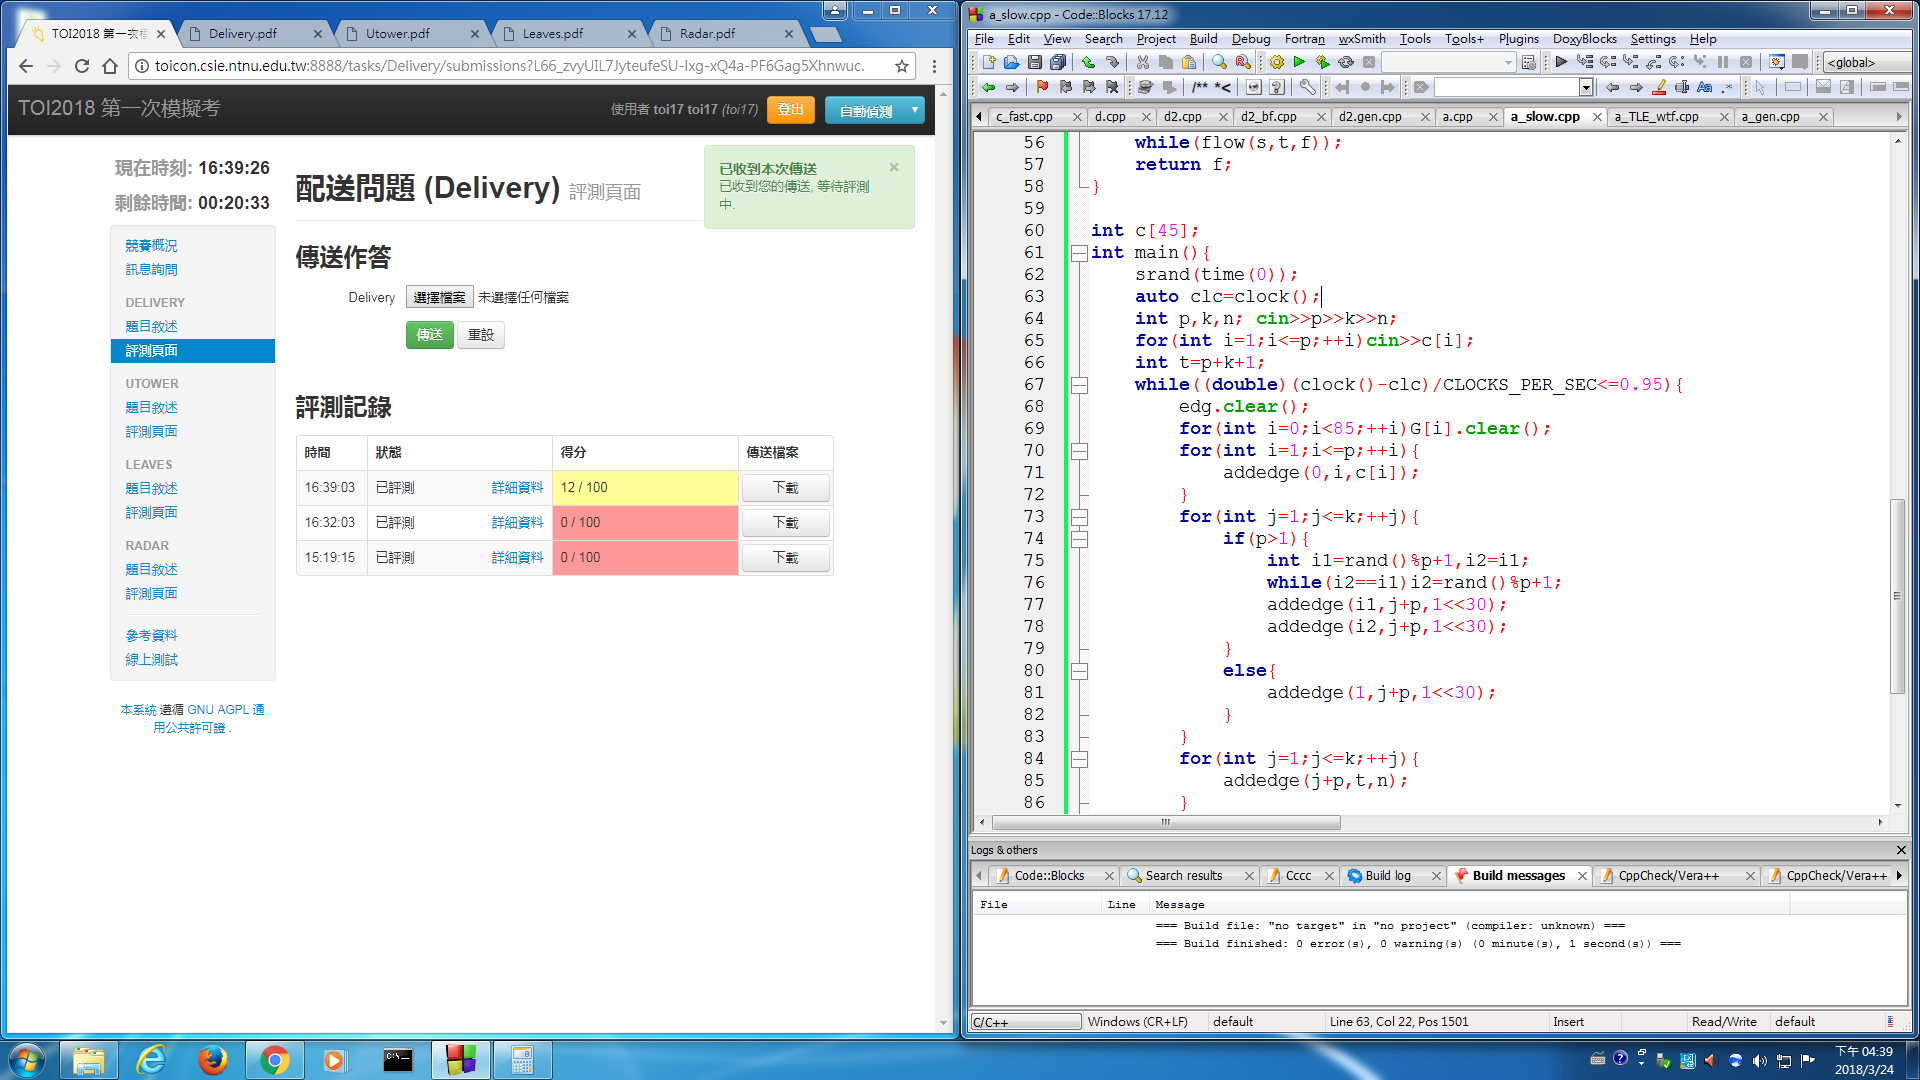 TOI2018 第一次模
Delivery.pdf
Utower.pdf
Leaves.pdf
Radar.pdf
toicon.csie.ntnu.edu.tw:8888/tasks/Delivery/submissions?L66_zvyUIL7JyteufeSU-lxg-xQ4a-PF6Gag5Xhnwuc.
TOI2018 第一次模擬考
使用者 toi17 toi17 (toi17)
登出
自動偵測
現在時刻: 16:39:26
剩餘時間: 00:20:33
競賽概況
訊息詢問
DELIVERY
題目敘述
評測頁面
UTOWER
題目敘述
評測頁面
LEAVES
題目敘述
評測頁面
RADAR
題目敘述
評測頁面
參考資料
線上測試
本系統 遵循 GNU AGPL 通
用公共許可證 .
已收到本次傳送
已收到您的傳送, 等待評測
中.
配送問題 (Delivery) 評測頁面
傳送作答
Delivery 選擇檔案 未選擇任何檔案
傳送 重設
評測記錄
時間 狀態 得分 傳送檔案
16:39:03 已評測 詳細資料 12 / 100 下載
16:32:03 已評測 詳細資料 0 / 100 下載
15:19:15 已評測 詳細資料 0 / 100 下載
a_slow.cpp - Code::Blocks 17.12
File Edit View Search Project Build Debug Fortran wxSmith Tools Tools+ Plugins DoxyBlocks Settings Help
<global>
/** *<
Aa .*
c_fast.cpp d.cpp d2.cpp d2_bf.cpp d2.gen.cpp a.cpp a_slow.cpp a_TLE_wtf.cpp a_gen.cpp
56 while(flow(s,t,f));
57 return f;
58 }
59
60 int c[45];
61 int main(){
62 srand(time(0));
63 auto clc=clock();
64 int p,k,n; cin>>p>>k>>n;
65 for(int i=1;i<=p;++i)cin>>c[i];
66 int t=p+k+1;
67 while((double)(clock()-clc)/CLOCKS_PER_SEC<=0.95){
68 edg.clear();
69 for(int i=0;i<85;++i)G[i].clear();
70 for(int i=1;i<=p;++i){
71 addedge(0,i,c[i]);
72 }
73 for(int j=1;j<=k;++j){
74 if(p>1){
75 int i1=rand()%p+1,i2=i1;
76 while(i2==i1)i2=rand()%p+1;
77 addedge(i1,j+p,1<<30);
78 addedge(i2,j+p,1<<30);
79 }
80 else{
81 addedge(1,j+p,1<<30);
82 }
83 }
84 for(int j=1;j<=k;++j){
85 addedge(j+p,t,n);
86 }
Logs & others
Code::Blocks Search results Cccc Build log Build messages CppCheck/Vera++ CppCheck/Vera++
File Line Message
=== Build file: "no target" in "no project" (compiler: unknown) ===
=== Build finished: 0 error(s), 0 warning(s) (0 minute(s), 1 second(s)) ===
C/C++ Windows (CR+LF) default Line 63, Col 22, Pos 1501 Insert Read/Write default
下午 04:39
2018/3/24